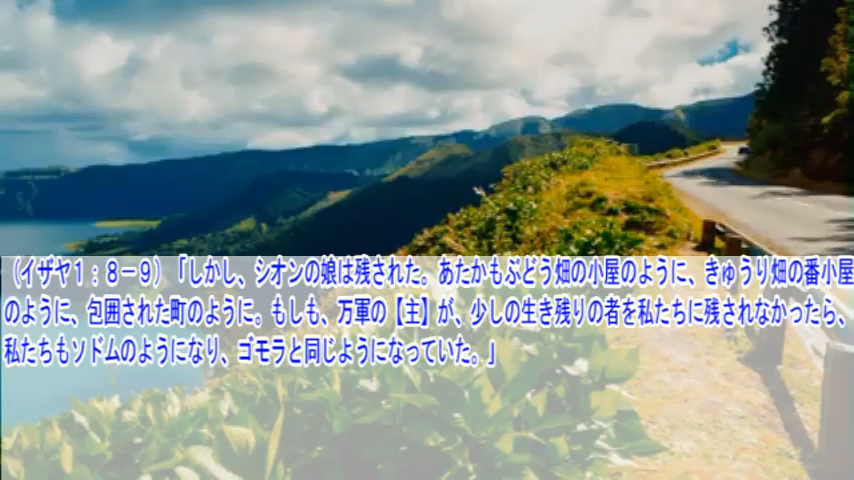 （イザヤ１：８－９）「しかし、シオンの娘は残された。あたかもぶどう畑の小屋のように、きゅうり畑の番小屋
のように、包囲された町のように。もしも、万軍の【主】が、少しの生き残りの者を私たちに残されなかったら、
私たちもソドムのようになり、ゴモラと同じようになっていた。」